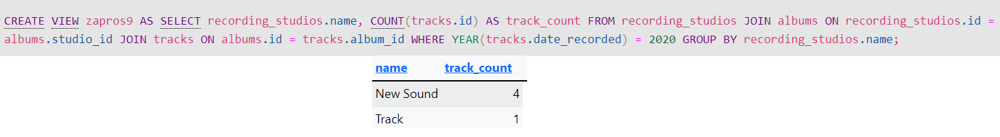 CREATE VIEW zapros9 AS SELECT recording_studios.name, COUNT(tracks.id) AS track_count FROM recording_studios JOIN albums ON recording_studios.id =
albums.studio_id JOIN tracks ON albums.id = tracks.album_id WHERE YEAR(tracks.date_recorded) = 2020 GROUP BY recording_studios.name;
name track_count
New Sound 4
Track 1